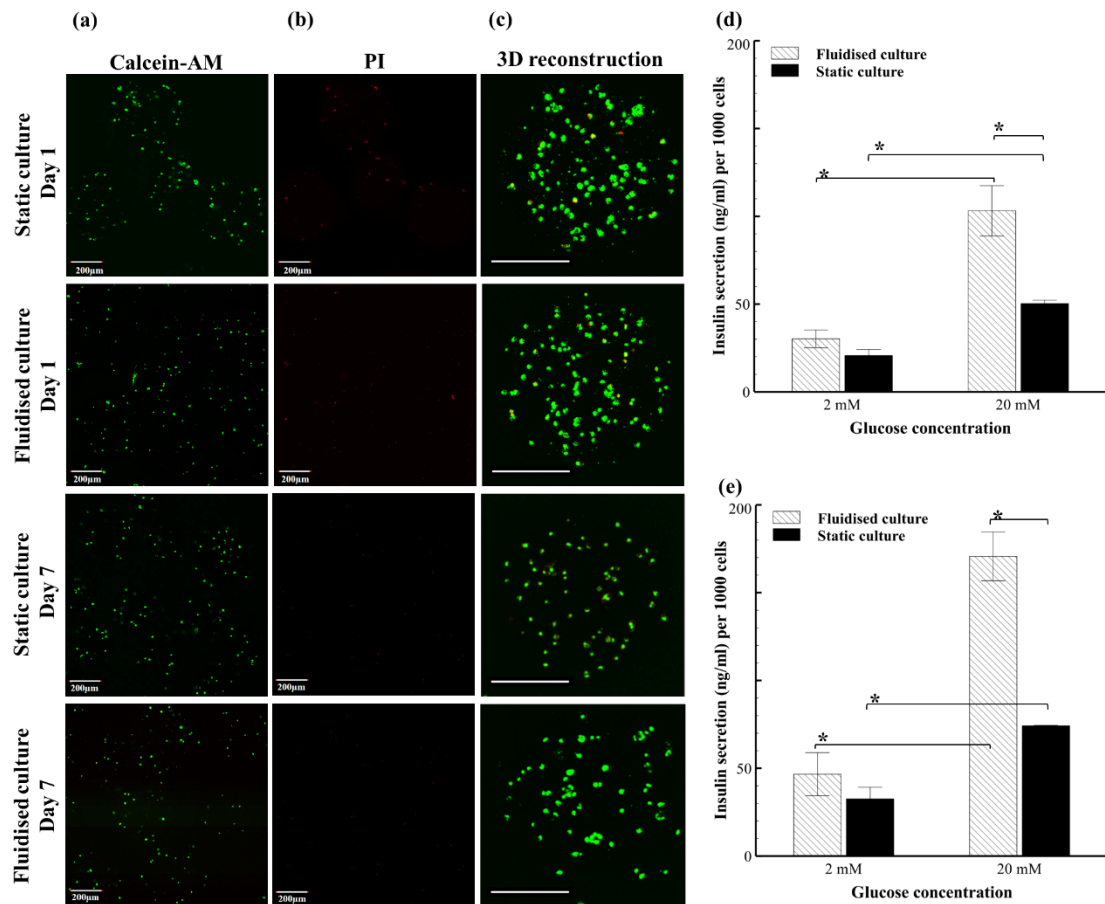 (a)
(b)
(c)
Calcein-AM
PI
3D reconstruction
Static culture
Day 1
200μm
200μm
Fluidised culture
Day 1
200μm
200μm
Static culture
Day 7
200μm
200μm
Fluidised culture
Day 7
200μm
200μm
(d)
200
Fluidised culture
Static culture
*
*
*
50
0
Insulin secretion (ng/ml) per 1000 cells
2 mM
20 mM
Glucose concentration
(e)
200
Fluidised culture
Static culture
*
*
*
50
0
Insulin secretion (ng/ml) per 1000 cells
2 mM
20 mM
Glucose concentration